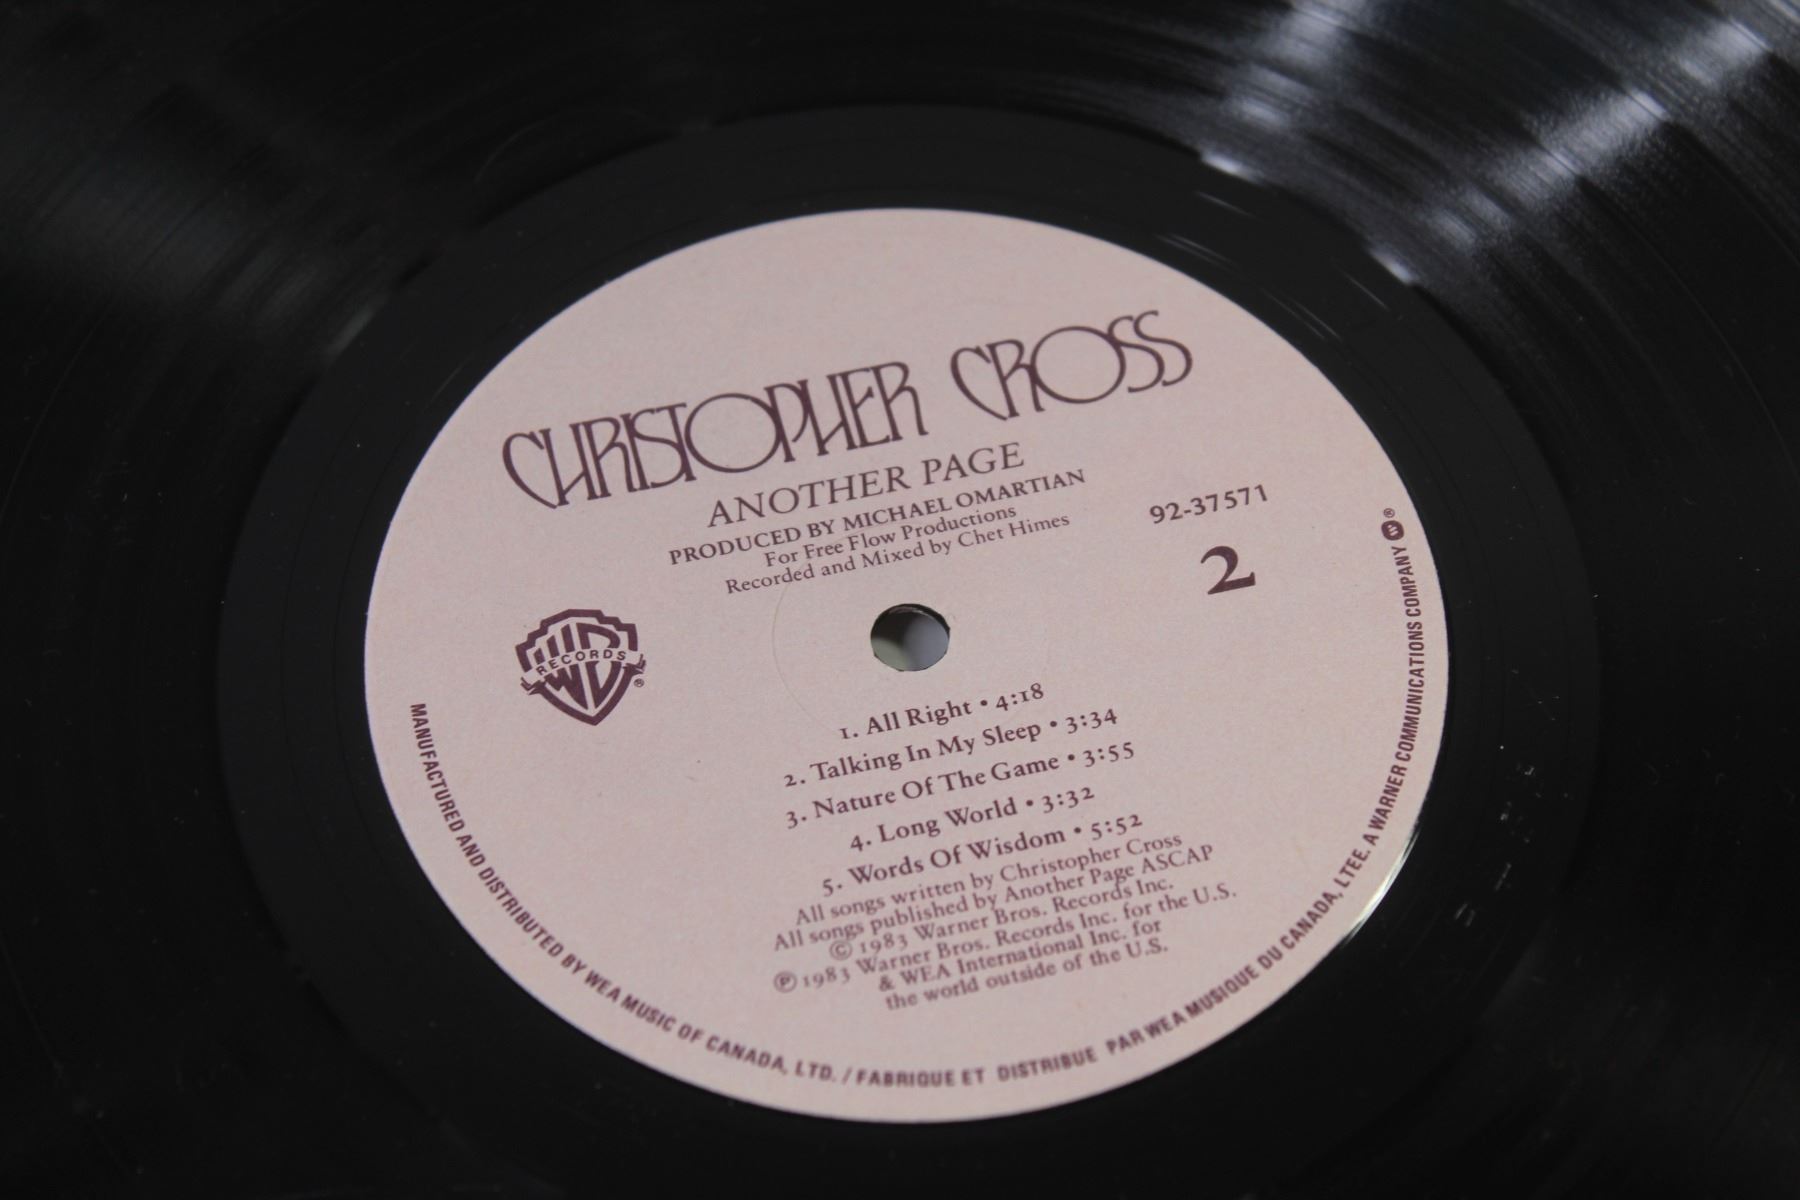 CHRISTOPHER CROSS
ANOTHER PAGE
PRODUCED BY MICHAEL OMARTIAN
For Free Flow Productions
Recorded and Mixed by Chet Himes
92-37571
2
WB
RECORDS
®
1. All Right • 4:18
2. Talking In My Sleep • 3:34
3. Nature Of The Game • 3:55
4. Long World • 3:32
5. Words Of Wisdom • 5:52
All songs written by Christopher Cross
All songs published by Another Page ASCAP
© 1983 Warner Bros. Records Inc.
℗ 1983 Warner Bros. Records Inc. for the U.S.
& WEA International Inc. for
the world outside of the U.S.
MANUFACTURED AND DISTRIBUTED BY WEA MUSIC OF CANADA, LTD. / FABRIQUE ET DISTRIBUE PAR WEA MUSIQUE DU CANADA, LTEE. A WARNER COMMUNICATIONS COMPANY W®